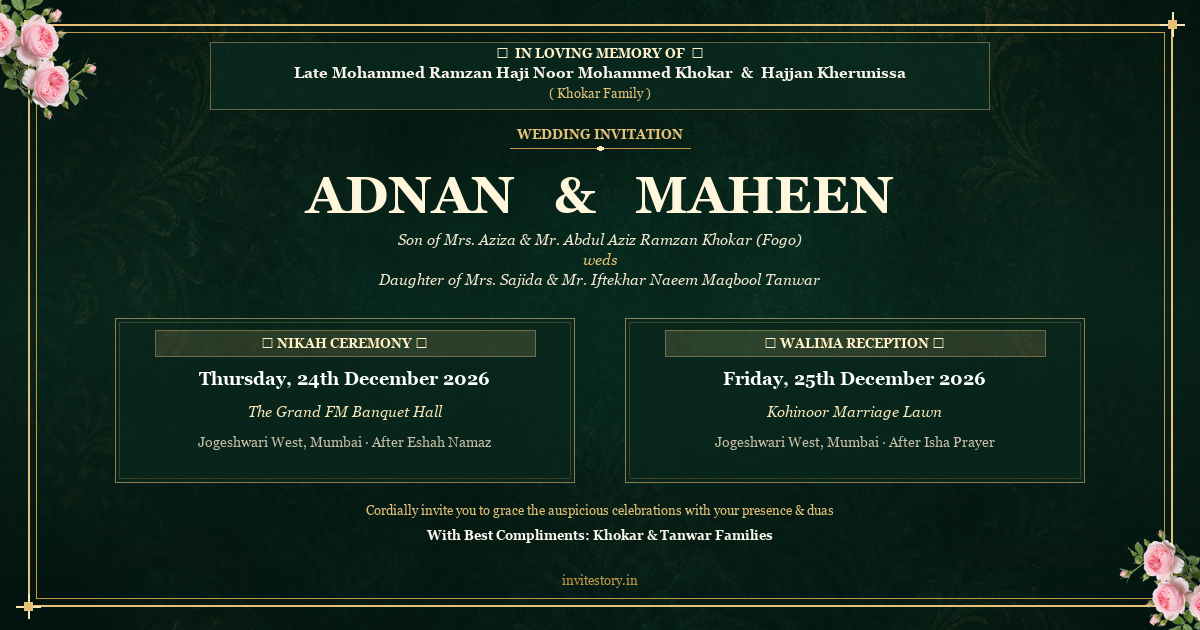 ☐ IN LOVING MEMORY OF ☐
Late Mohammed Ramzan Haji Noor Mohammed Khokar & Hajjan Kherunissa
( Khokar Family )
WEDDING INVITATION
ADNAN & MAHEEN
Son of Mrs. Aziza & Mr. Abdul Aziz Ramzan Khokar (Fogo)
weds
Daughter of Mrs. Sajida & Mr. Iftekhar Naeem Maqbool Tanwar
☐ NIKAH CEREMONY ☐
Thursday, 24th December 2026
The Grand FM Banquet Hall
Jogeshwari West, Mumbai · After Eshah Namaz
☐ WALIMA RECEPTION ☐
Friday, 25th December 2026
Kohinoor Marriage Lawn
Jogeshwari West, Mumbai · After Isha Prayer
Cordially invite you to grace the auspicious celebrations with your presence & duas
With Best Compliments: Khokar & Tanwar Families
invitestory.in